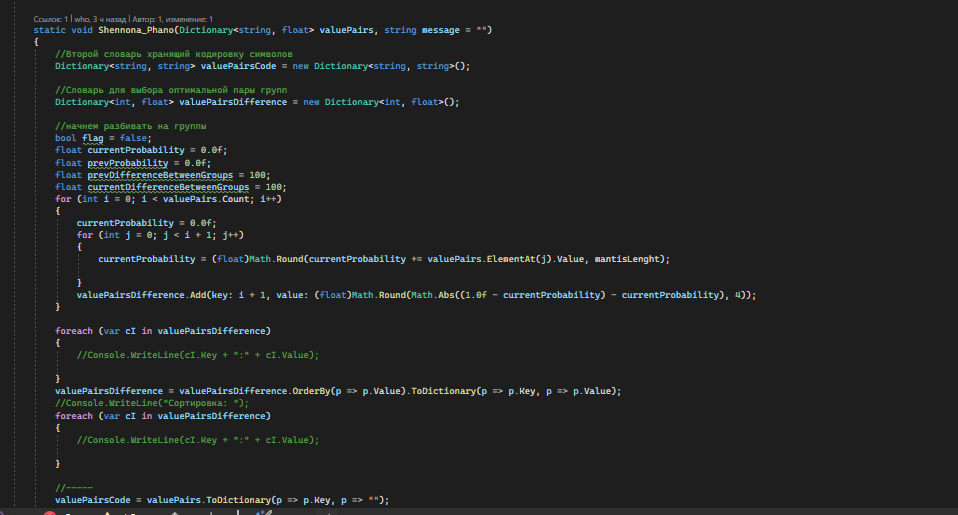 Ссылок: 1 | who, 3 ч назад | Автор: 1, изменение: 1
static void Shennona_Phano(Dictionary<string, float> valuePairs, string message = "")
{
//Второй словарь хранящий кодировку символов
Dictionary<string, string> valuePairsCode = new Dictionary<string, string>();
//Словарь для выбора оптимальной пары групп
Dictionary<int, float> valuePairsDifference = new Dictionary<int, float>();
//начнем разбивать на группы
bool flag = false;
float currentProbability = 0.0f;
float prevProbability = 0.0f;
float prevDifferenceBetweenGroups = 100;
float currentDifferenceBetweenGroups = 100;
for (int i = 0; i < valuePairs.Count; i++)
{
currentProbability = 0.0f;
for (int j = 0; j < i + 1; j++)
{
currentProbability = (float)Math.Round(currentProbability += valuePairs.ElementAt(j).Value, mantisLenght);
}
valuePairsDifference.Add(key: i + 1, value: (float)Math.Round(Math.Abs((1.0f - currentProbability) - currentProbability), 4));
}
foreach (var cI in valuePairsDifference)
{
//Console.WriteLine(cI.Key + ":" + cI.Value);
}
valuePairsDifference = valuePairsDifference.OrderBy(p => p.Value).ToDictionary(p => p.Key, p => p.Value);
//Console.WriteLine("Сортировка: ");
foreach (var cI in valuePairsDifference)
{
//Console.WriteLine(cI.Key + ":" + cI.Value);
}
//-----
valuePairsCode = valuePairs.ToDictionary(p => p.Key, p => "");